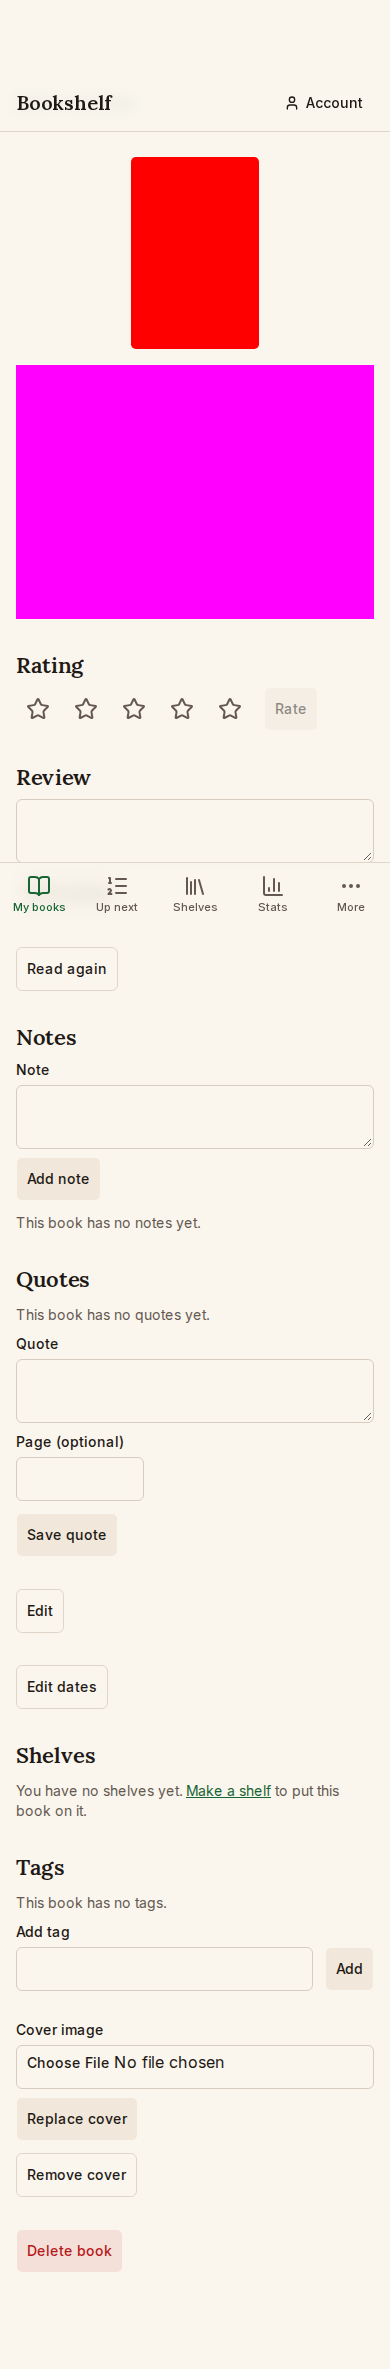 Bookshelf
Account
Rating
Rate
Review
My books
Up next
Shelves
Stats
More
Read again
Notes
Note
Add note
This book has no notes yet.
Quotes
This book has no quotes yet.
Quote
Page (optional)
Save quote
Edit
Edit dates
Shelves
You have no shelves yet. Make a shelf to put this
book on it.
Tags
This book has no tags.
Add tag
Add
Cover image
Choose File No file chosen
Replace cover
Remove cover
Delete book